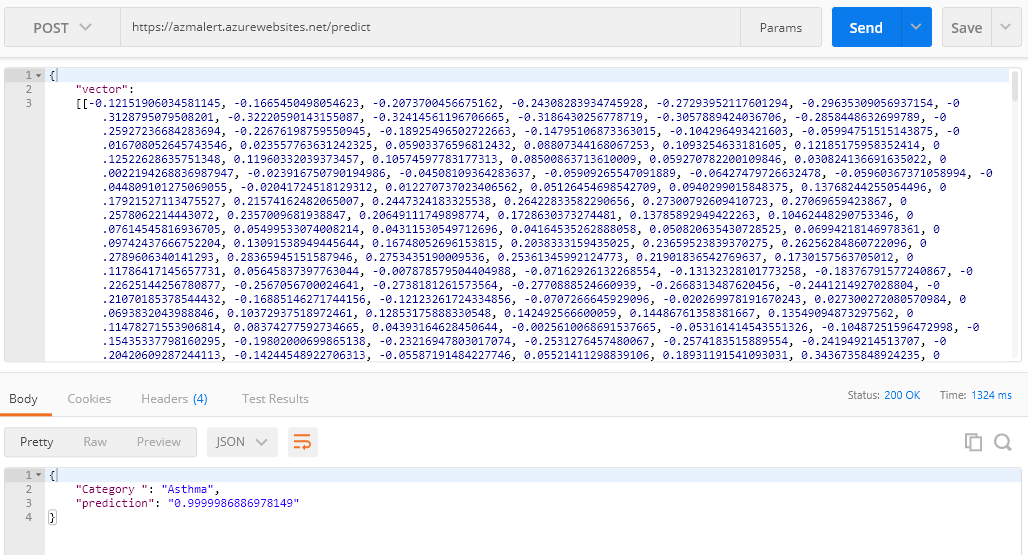 POST https://azmalert.azurewebsites.net/predict Params Send Save
1 {
2 "vector":
3 [[-0.12151906034581145, -0.1665450498054623, -0.2073700456675162, -0.24308283934745928, -0.27293952117601294, -0.29635309056937154, -0
.3128795079508201, -0.32220590143155087, -0.32414561196706665, -0.3186430256778719, -0.3057889424036706, -0.2858448632699789, -0
.25927236684283694, -0.22676198759550945, -0.18925496502722663, -0.14795106873363015, -0.104296493421603, -0.05994751515143875, -0
.016708052645743546, 0.023557763631242325, 0.05903376596812432, 0.08807344168067253, 0.1093254633181605, 0.12185175958352414, 0
.12522628635751348, 0.11960332039373457, 0.10574597783177313, 0.08500863713610009, 0.059270782200109846, 0.030824136691635022, 0
.0022194268836987947, -0.023916750790194986, -0.04508109364283637, -0.05909265547091889, -0.06427479726632478, -0.05960367371058994, -0
.044809101275069055, -0.02041724518129312, 0.012270737023406562, 0.05126454698542709, 0.0940299015848375, 0.13768244255054496, 0
.17921527113475527, 0.21574162482065007, 0.2447324183325538, 0.26422833582290656, 0.27300792609410723, 0.27069659423867, 0
.2578062214443072, 0.2357009681938847, 0.20649111749898774, 0.1728630373274481, 0.13785892949422263, 0.10462448290753346, 0
.07614545816936705, 0.05499533074008214, 0.04311530549712696, 0.04164535262888058, 0.050820635430728525, 0.06994218146978361, 0
.09742437666752204, 0.13091538949445644, 0.16748052696153815, 0.2038333159435025, 0.23659523839370275, 0.26256284860722096, 0
.2789606340141293, 0.28365945151587946, 0.2753435190009536, 0.25361345992124773, 0.21901836542769637, 0.1730157563705012, 0
.11786417145657731, 0.05645837397763044, -0.007878579504404988, -0.07162926132268554, -0.13132328101773258, -0.18376791577240867, -0
.22625144256780877, -0.2567056700024641, -0.2738181261573564, -0.2770888524660939, -0.2668313487620456, -0.2441214927028804, -0
.21070185378544432, -0.16885146271744156, -0.12123261724334856, -0.0707266645929096, -0.020269978191670243, 0.027300272080570984, 0
.0693832043988846, 0.10372937518972461, 0.12853175888330548, 0.142492566600059, 0.14486761358381667, 0.13549094873297562, 0
.11478271553906814, 0.08374277592734665, 0.04393164628450644, -0.0025610068691537665, -0.053161414543551326, -0.10487251596472998, -0
.15435337798160295, -0.19802000699865138, -0.23216947803017074, -0.2531276457480067, -0.2574183515889554, -0.241949214513707, -0
.20420609287244113, -0.14244548922706313, -0.05587191484227746, 0.05521411298839106, 0.18931191541093031, 0.3436735848924235, 0
Body Cookies Headers (4) Test Results Status: 200 OK Time: 1324 ms
Pretty Raw Preview JSON
1 {
2 "Category ": "Asthma",
3 "prediction": "0.9999986886978149"
4 }